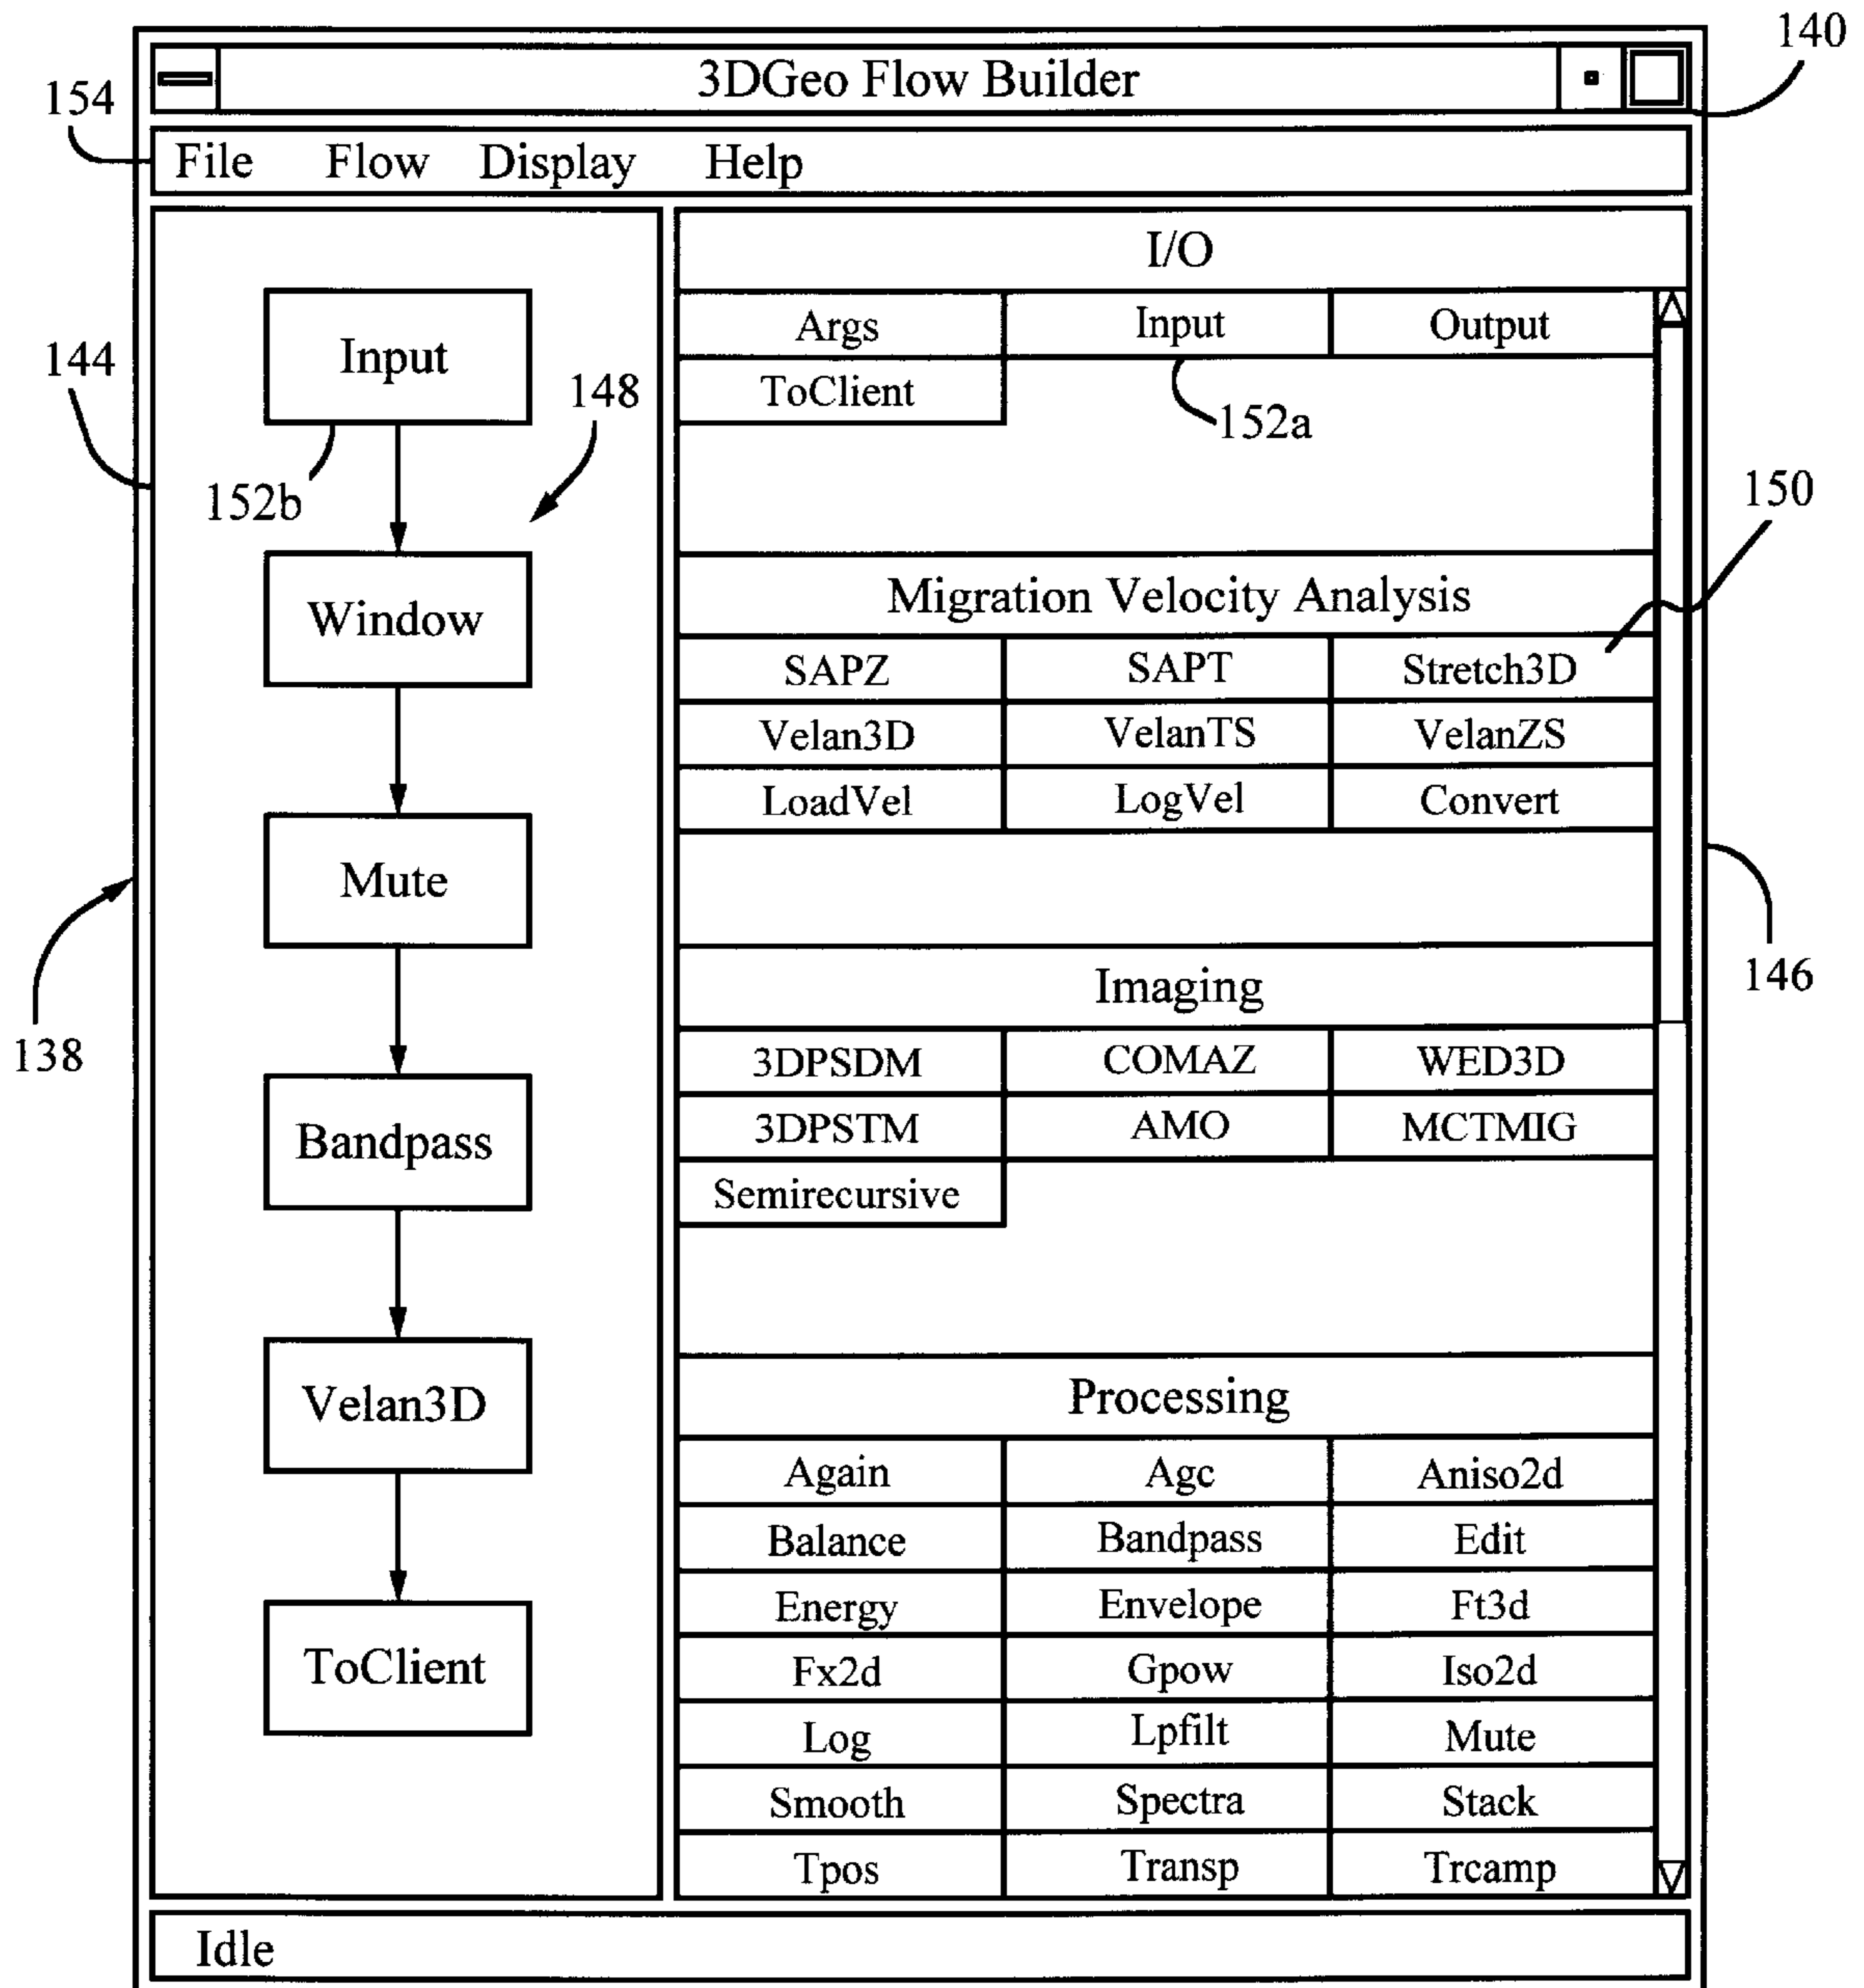 140
3DGeo Flow Builder
154
File Flow Display Help
I/O
Args Input Output
ToClient
152a
144
Input
148
152b
150
Window
Migration Velocity Analysis
SAPZ SAPT Stretch3D
Velan3D VelanTS VelanZS
LoadVel LogVel Convert
Mute
146
138
Imaging
3DPSDM COMAZ WED3D
3DPSTM AMO MCTMIG
Semirecursive
Bandpass
Velan3D
Processing
Again Agc Aniso2d
Balance Bandpass Edit
Energy Envelope Ft3d
Fx2d Gpow Iso2d
Log Lpfilt Mute
Smooth Spectra Stack
Tpos Transp Trcamp
ToClient
Idle